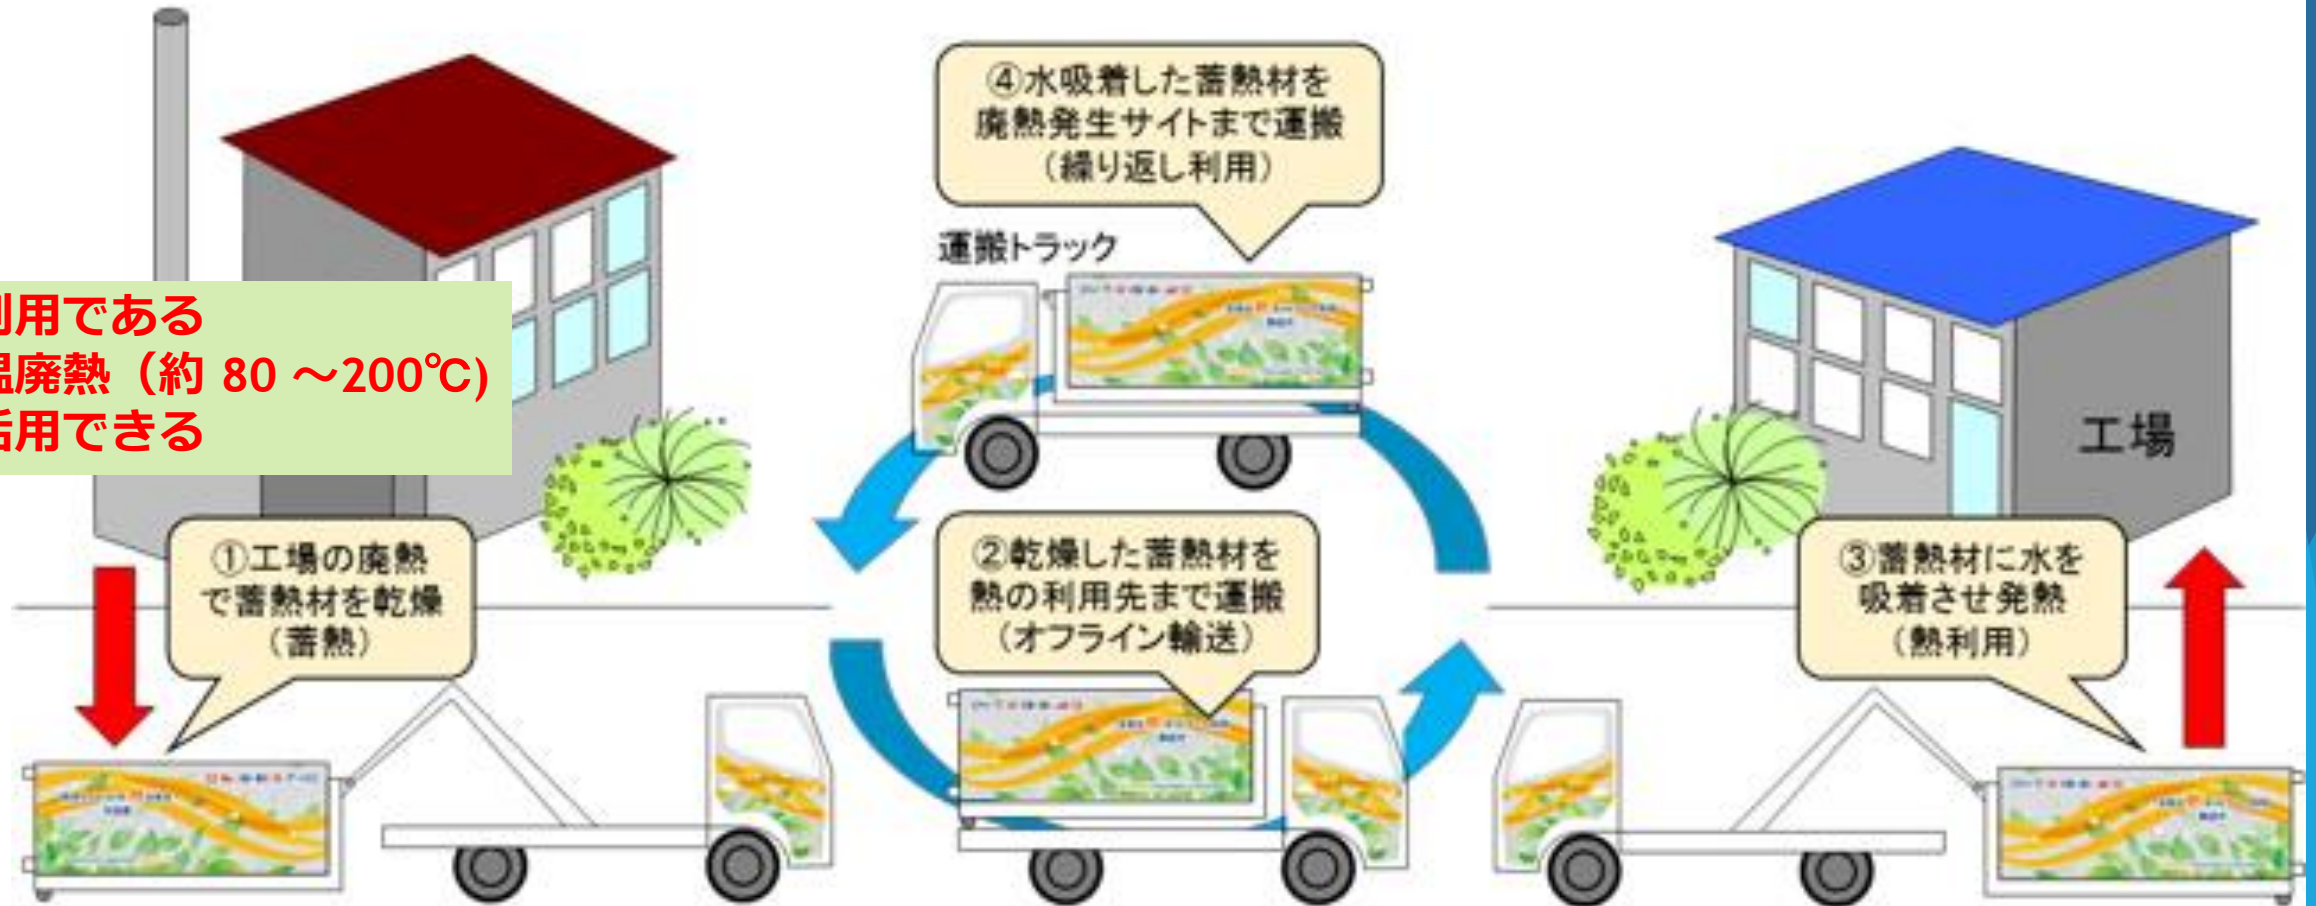 ④水吸着した蓄熱材を
廃熱発生サイトまで運搬
（繰り返し利用）
運搬トラック
利用である
温廃熱（約 80 ～200℃)
活用できる
工場
①工場の廃熱
で蓄熱材を乾燥
（蓄熱）
②乾燥した蓄熱材を
熱の利用先まで運搬
（オフライン輸送）
③蓄熱材に水を
吸着させ発熱
（熱利用）